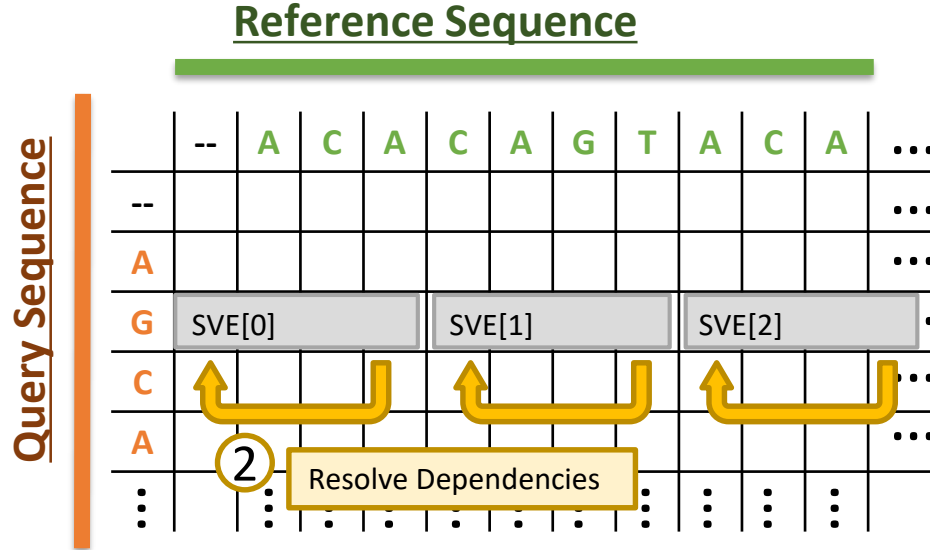 Reference Sequence
Query Sequence
-- A C A C A G T A C A ...
-- ...
A ...
G SVE[0] SVE[1] SVE[2]
C ...
A ...
2 Resolve Dependencies